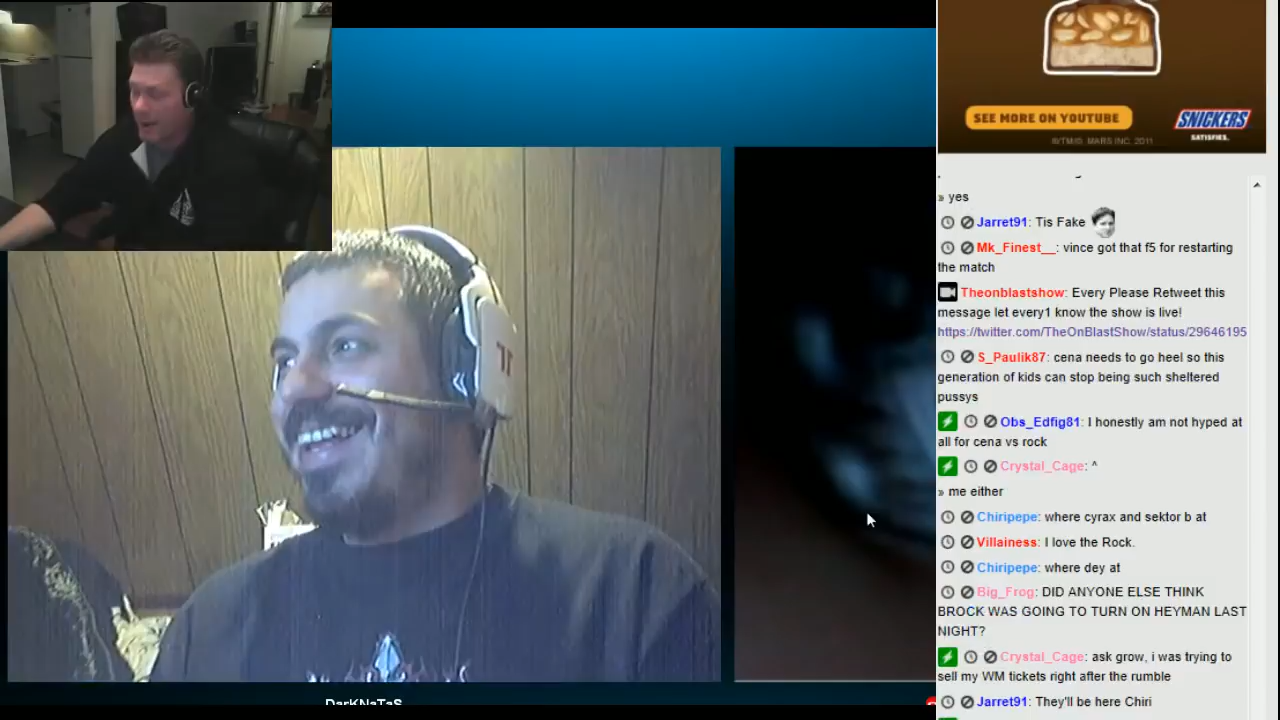 SEE MORE ON YOUTUBE
SNICKERS
SATISFIES.
®/TM/©, MARS INC. 2011
» yes
Jarret91: Tis Fake
Mk_Finest__: vince got that f5 for restarting
the match
Theonblastshow: Every Please Retweet this
message let every1 know the show is live!
https://twitter.com/TheOnBlastShow/status/29646195
S_Paulik87: cena needs to go heel so this
generation of kids can stop being such sheltered
pussys
Obs_Edfig81: I honestly am not hyped at
all for cena vs rock
Crystal_Cage: ^
» me either
Chiripepe: where cyrax and sektor b at
Villainess: I love the Rock.
Chiripepe: where dey at
Big_Frog: DID ANYONE ELSE THINK
BROCK WAS GOING TO TURN ON HEYMAN LAST
NIGHT?
Crystal_Cage: ask grow, i was trying to
sell my WM tickets right after the rumble
Jarret91: They'll be here Chiri
DarKNaTaS